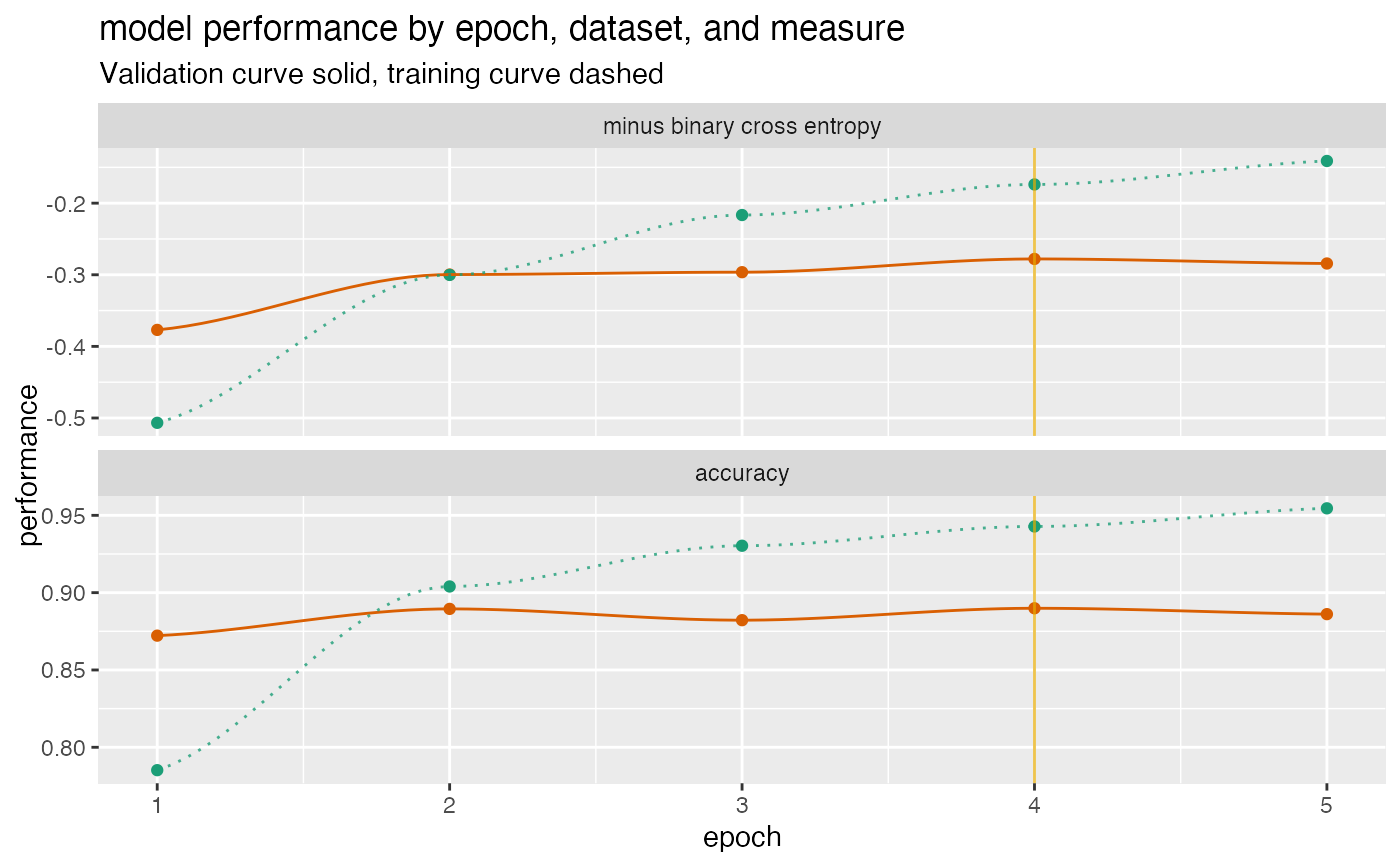 model performance by epoch, dataset, and measure
Validation curve solid, training curve dashed
minus binary cross entropy
-0.2
-0.3
-0.4
-0.5
performance
accuracy
0.95
0.90
0.85
0.80
1 2 3 4 5
epoch